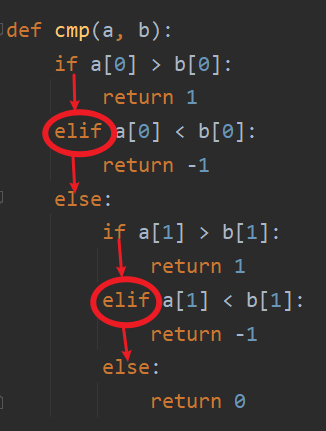 def cmp(a, b):
if a[0] > b[0]:
return 1
elif a[0] < b[0]:
return -1
else:
if a[1] > b[1]:
return 1
elif a[1] < b[1]:
return -1
else:
return 0